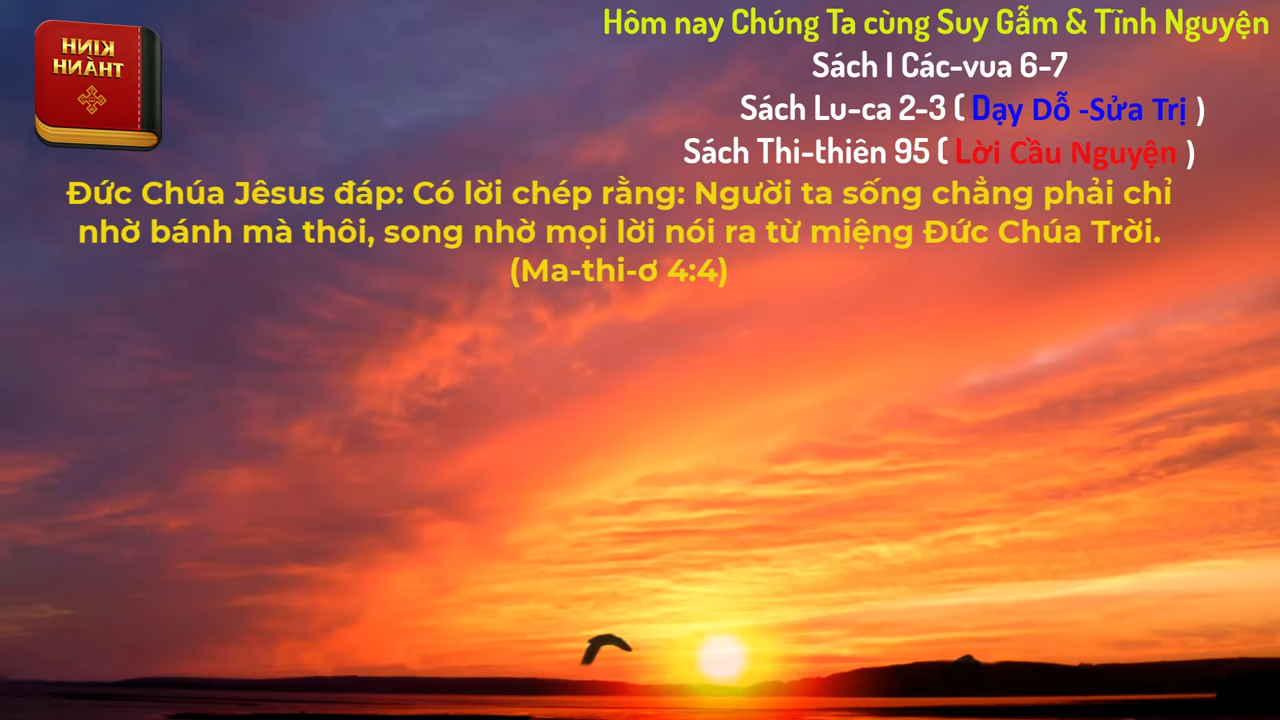 KINH
THÀNH
Hôm nay Chúng Ta cùng Suy Gẫm & Tĩnh Nguyện
Sách I Các-vua 6-7
Sách Lu-ca 2-3 ( Dạy Dỗ -Sửa Trị )
Sách Thi-thiên 95 ( Lời Cầu Nguyện )
Đức Chúa Jêsus đáp: Có lời chép rằng: Người ta sống chẳng phải chỉ
nhờ bánh mà thôi, song nhờ mọi lời nói ra từ miệng Đức Chúa Trời.
(Ma-thi-ơ 4:4)